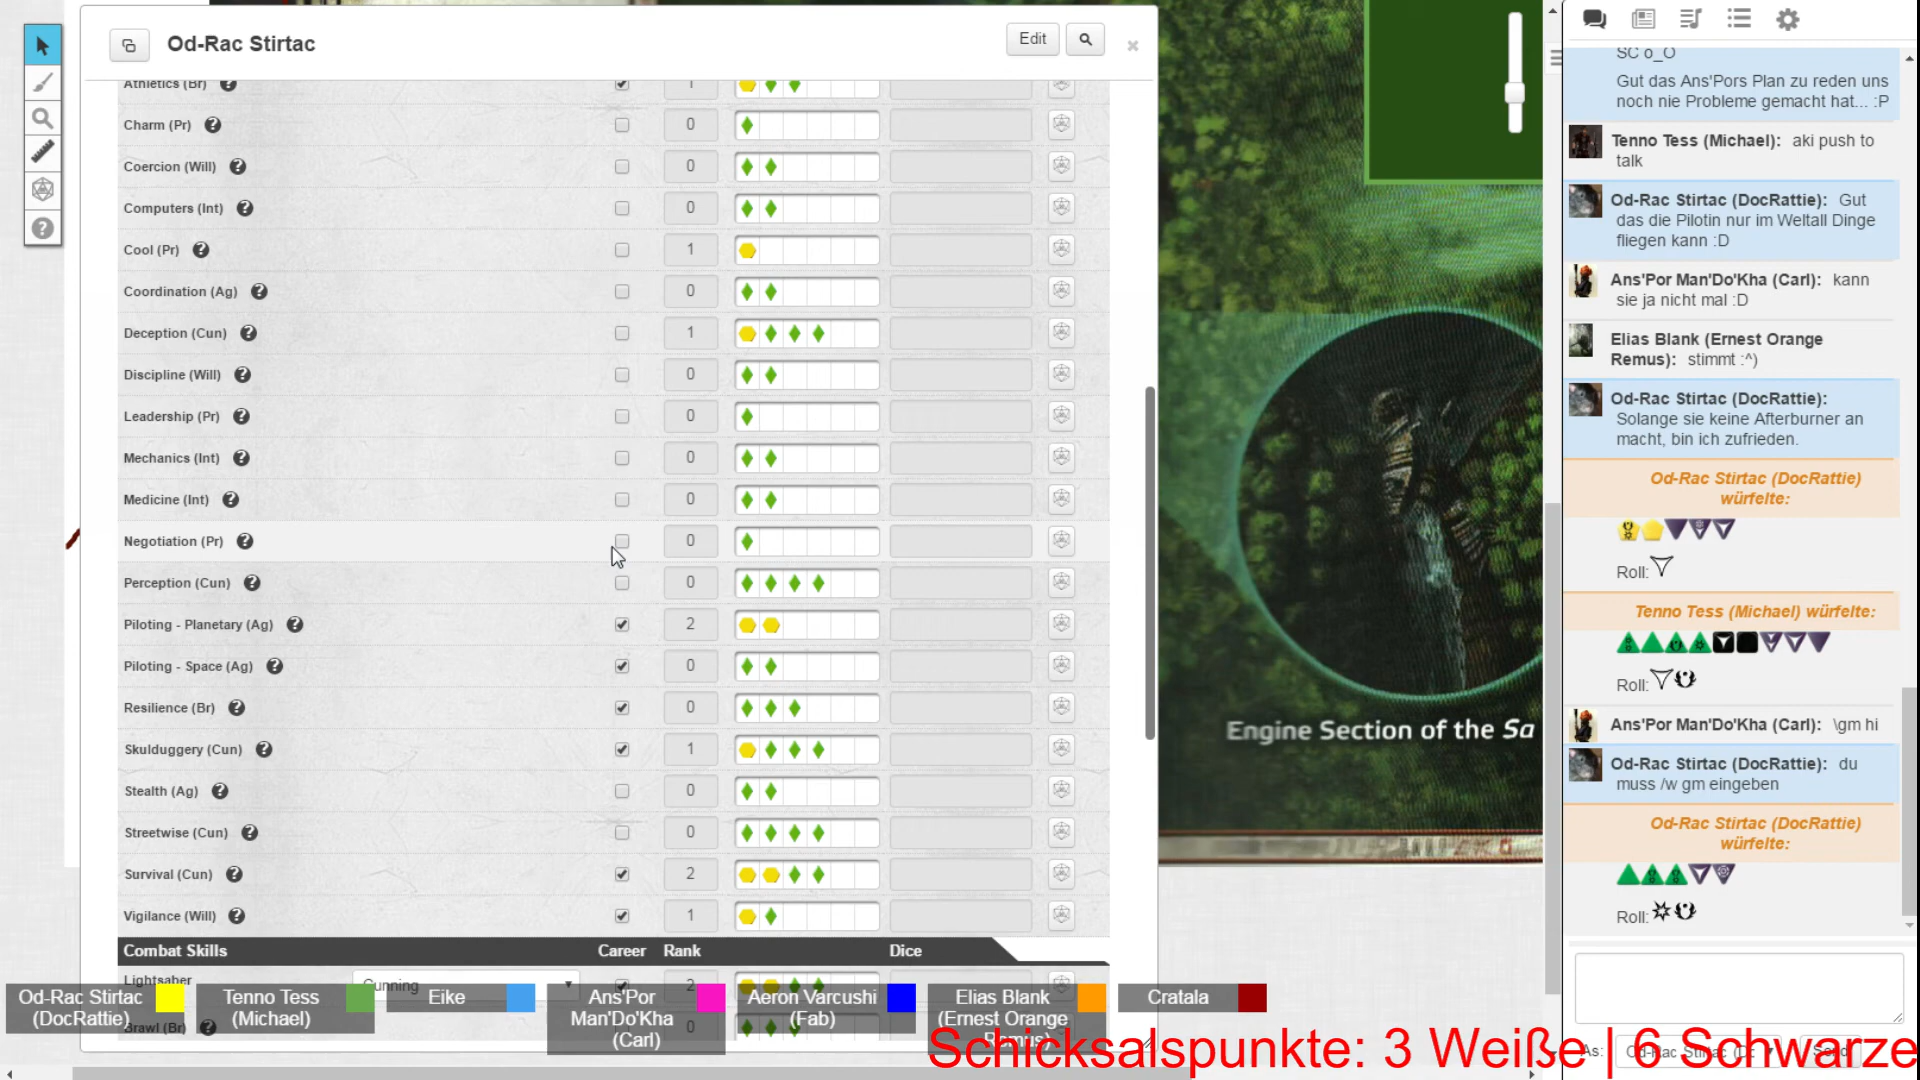 Od-Rac Stirtac
Edit
Athletics (Br) 1
Charm (Pr) 0
Coercion (Will) 0
Computers (Int) 0
Cool (Pr) 1
Coordination (Ag) 0
Deception (Cun) 1
Discipline (Will) 0
Leadership (Pr) 0
Mechanics (Int) 0
Medicine (Int) 0
Negotiation (Pr) 0
Perception (Cun) 0
Piloting - Planetary (Ag) 2
Piloting - Space (Ag) 0
Resilience (Br) 0
Skulduggery (Cun) 1
Stealth (Ag) 0
Streetwise (Cun) 0
Survival (Cun) 2
Vigilance (Will) 1
Combat Skills Career Rank Dice
Lightsaber Cunning 2
Brawl (Br) 0
Engine Section of the Sa
SC o_O
Gut das Ans'Pors Plan zu reden uns
noch nie Probleme gemacht hat... :P
Tenno Tess (Michael): aki push to
talk
Od-Rac Stirtac (DocRattie): Gut
das die Pilotin nur im Weltall Dinge
fliegen kann :D
Ans'Por Man'Do'Kha (Carl): kann
sie ja nicht mal :D
Elias Blank (Ernest Orange
Remus): stimmt :^)
Od-Rac Stirtac (DocRattie):
Solange sie keine Afterburner an
macht, bin ich zufrieden.
Od-Rac Stirtac (DocRattie)
würfelte:
Roll:
Tenno Tess (Michael) würfelte:
Roll:
Ans'Por Man'Do'Kha (Carl): \gm hi
Od-Rac Stirtac (DocRattie): du
muss /w gm eingeben
Od-Rac Stirtac (DocRattie)
würfelte:
Roll:
As: Od-Rac Stirtac (D Send
Od-Rac Stirtac
(DocRattie)
Tenno Tess
(Michael)
Eike
Ans'Por
Man'Do'Kha
(Carl)
Aeron Varcushi
(Fab)
Elias Blank
(Ernest Orange
Remus)
Cratala
Schicksalspunkte: 3 Weiße | 6 Schwarze